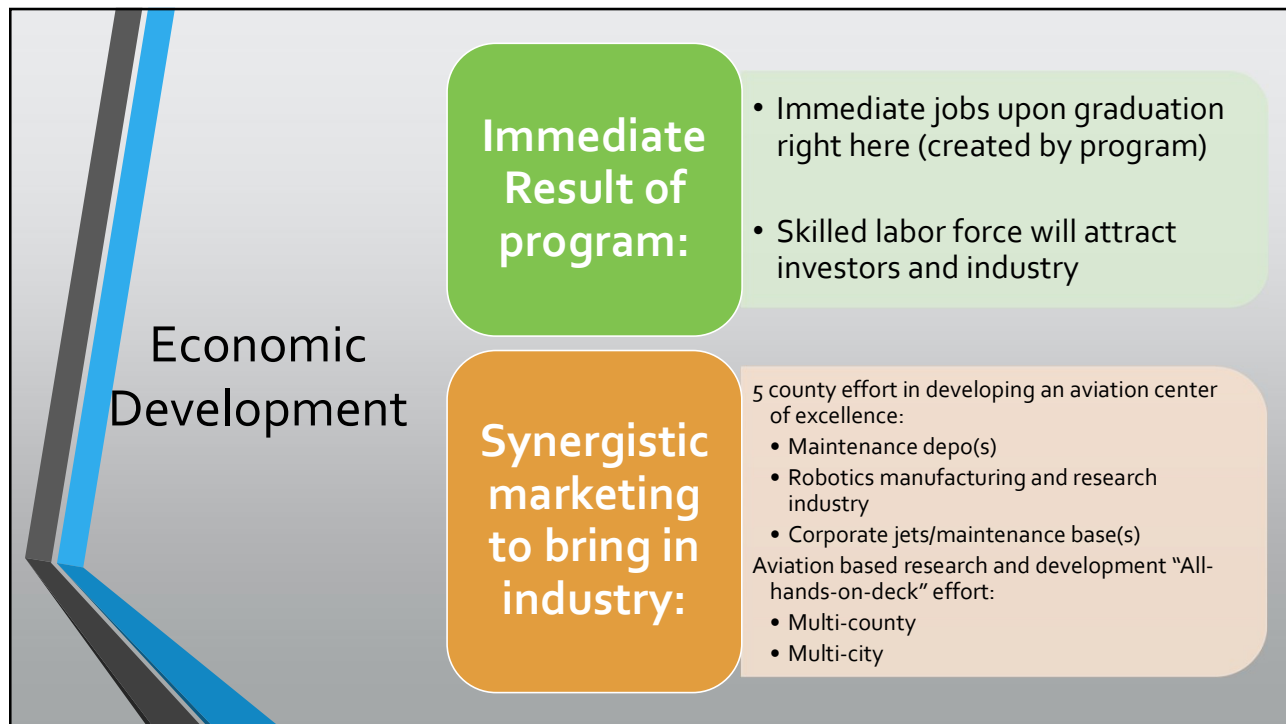 Economic
Development
Immediate
Result of
program:
• Immediate jobs upon graduation
right here (created by program)
• Skilled labor force will attract
investors and industry
Synergistic
marketing
to bring in
industry:
5 county effort in developing an aviation center
of excellence:
• Maintenance depo(s)
• Robotics manufacturing and research
industry
• Corporate jets/maintenance base(s)
Aviation based research and development “All-
hands-on-deck” effort:
• Multi-county
• Multi-city